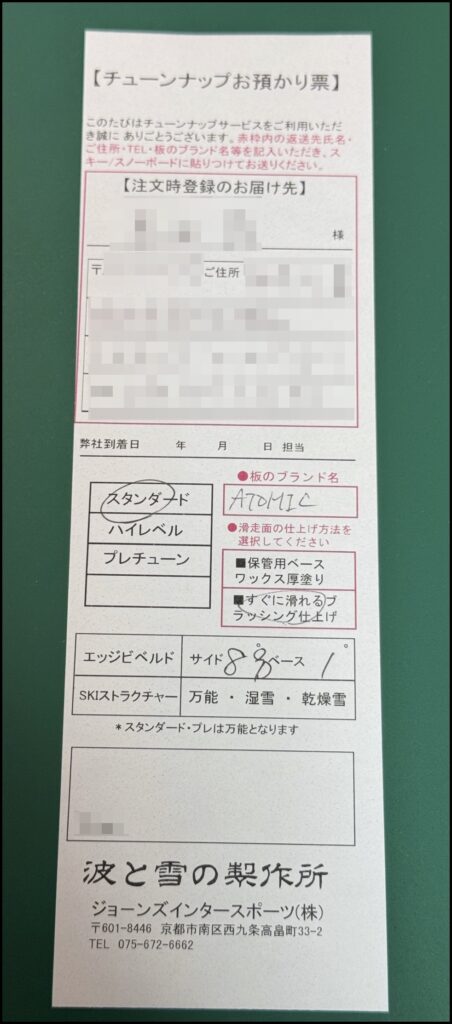 【チューンナップお預かり票】
このたびはチューンナップサービスをご利用いただ
き誠に ありごとうございます。赤枠内の返送先氏名・
ご住所・TEL・板のブランド名等を記入いただき、ス
キー/スノーボードに貼りつけてお送りください。
【注文時登録のお届け先】
様
〒 ご住所
弊社到着日 年 月 日 担当
スタンダード
ハイレベル
プレチューン
●板のブランド名
ATOMIC
●滑走面の仕上げ方法を
選択してください
■保管用ベース
ワックス厚塗り
■すぐに滑れるブ
ラッシング仕上げ
エッジビベルド サイド 8 ° ベース 1 °
SKIストラクチャー 万能 ・ 湿雪 ・ 乾燥雪
*スタンダード・プレは万能となります
波と雪の製作所
ジョーンズインタースポーツ(株)
〒601-8446 京都市南区西九条高畠町33-2
TEL 075-672-6662